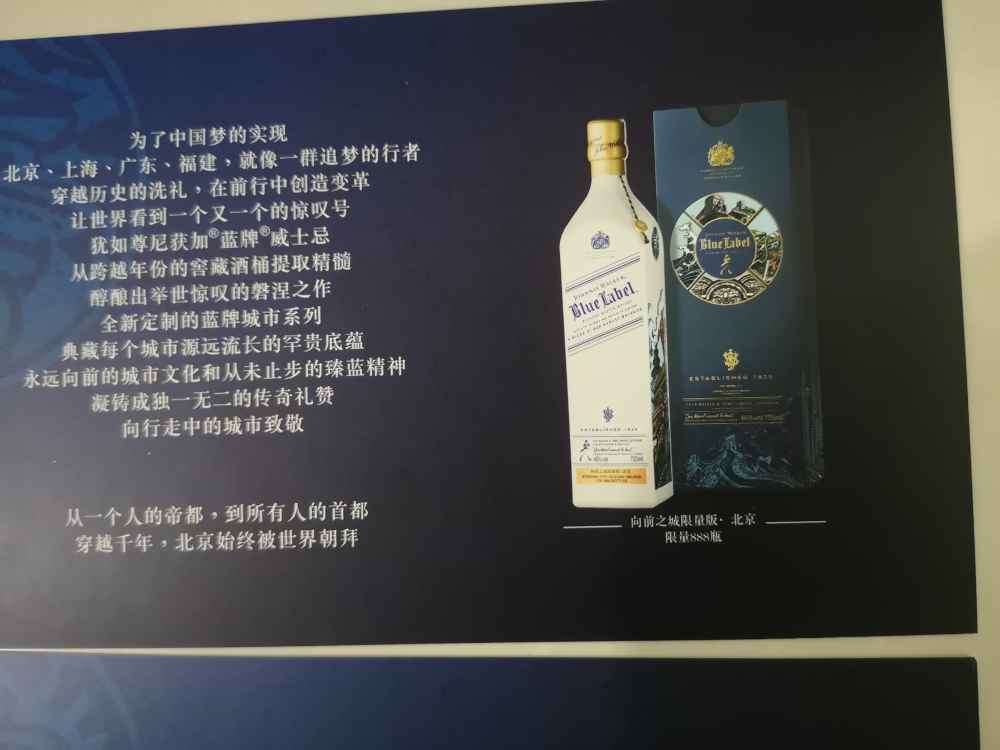 为了中国梦的实现
北京、上海、广东、福建，就像一群追梦的行者
穿越历史的洗礼，在前行中创造变革
让世界看到一个又一个的惊叹号
犹如尊尼获加®蓝牌®威士忌
从跨越年份的窖藏酒桶提取精髓
醇酿出举世惊叹的磐涅之作
全新定制的蓝牌城市系列
典藏每个城市源远流长的罕贵底蕴
永远向前的城市文化和从未止步的臻蓝精神
凝铸成独一无二的传奇礼赞
向行走中的城市致敬
从一个人的帝都，到所有人的首都
穿越千年，北京始终被世界朝拜
JOHNNIE WALKER
Blue Label
ESTABLISHED 1820
750ml
JOHNNIE WALKER
Blue Label
ESTABLISHED 1820
向前之城限量版· 北京
限量888瓶